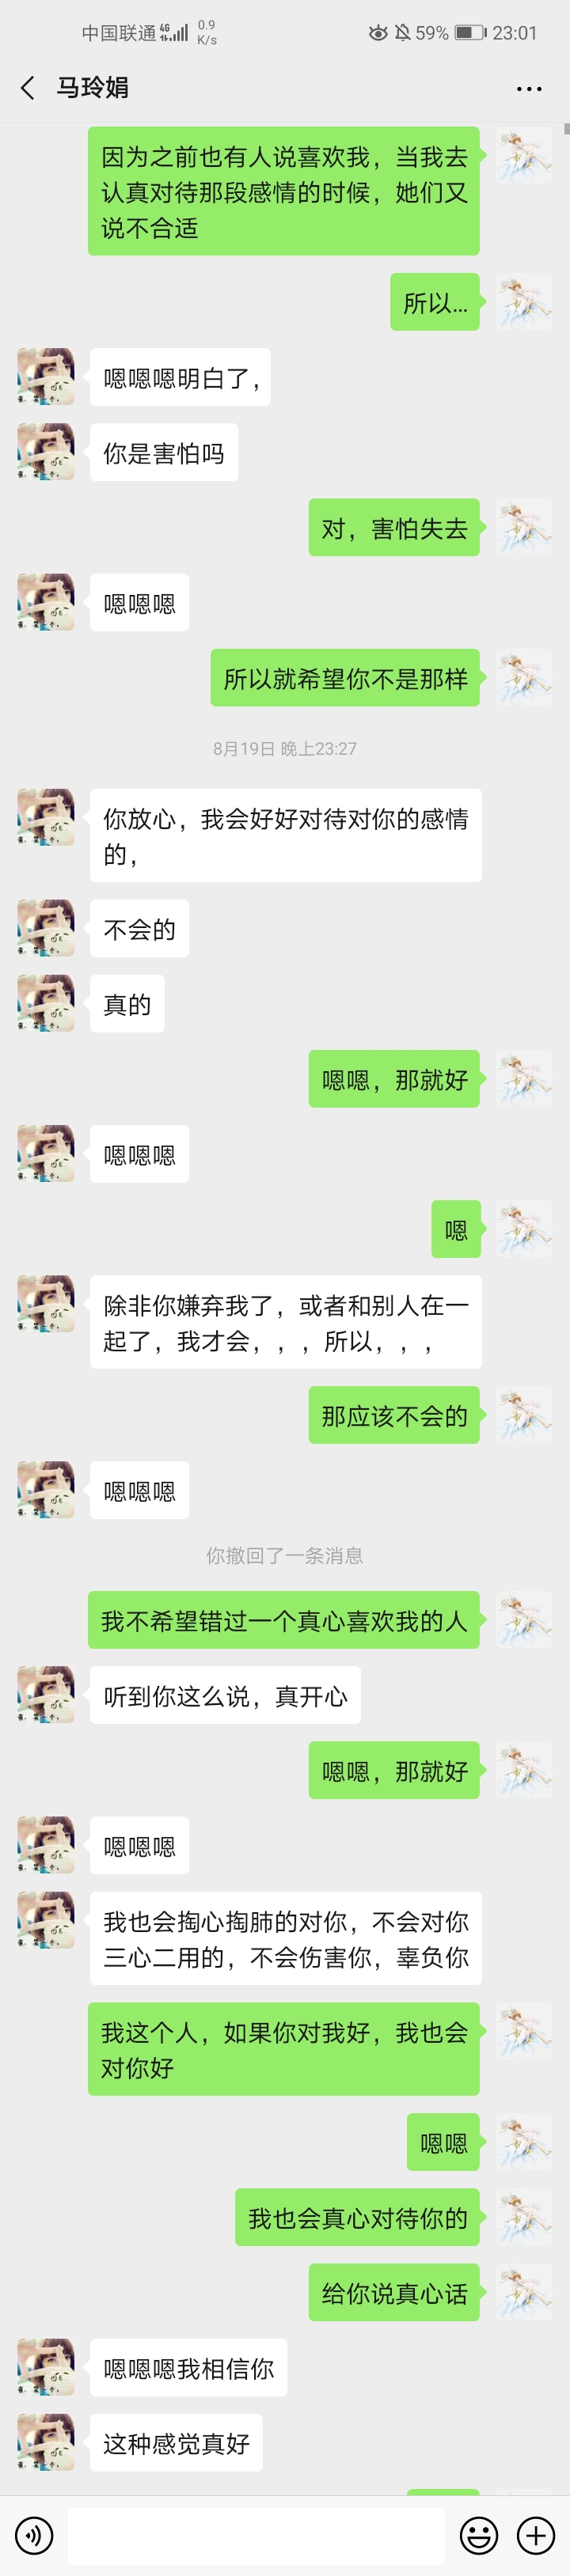 中国联通 4G 0.9 K/s 59% 23:01
马玲娟
因为之前也有人说喜欢我，当我去
认真对待那段感情的时候，她们又
说不合适
所以...
嗯嗯嗯明白了，
你是害怕吗
对，害怕失去
嗯嗯嗯
所以就希望你不是那样
8月19日 晚上23:27
你放心，我会好好对待对你的感情
的，
不会的
真的
嗯嗯，那就好
嗯嗯嗯
嗯
除非你嫌弃我了，或者和别人在一
起了，我才会，，，所以，，，
那应该不会的
嗯嗯嗯
你撤回了一条消息
我不希望错过一个真心喜欢我的人
听到你这么说，真开心
嗯嗯，那就好
嗯嗯嗯
我也会掏心掏肺的对你，不会对你
三心二用的，不会伤害你，辜负你
我这个人，如果你对我好，我也会
对你好
嗯嗯
我也会真心对待你的
给你说真心话
嗯嗯嗯我相信你
这种感觉真好